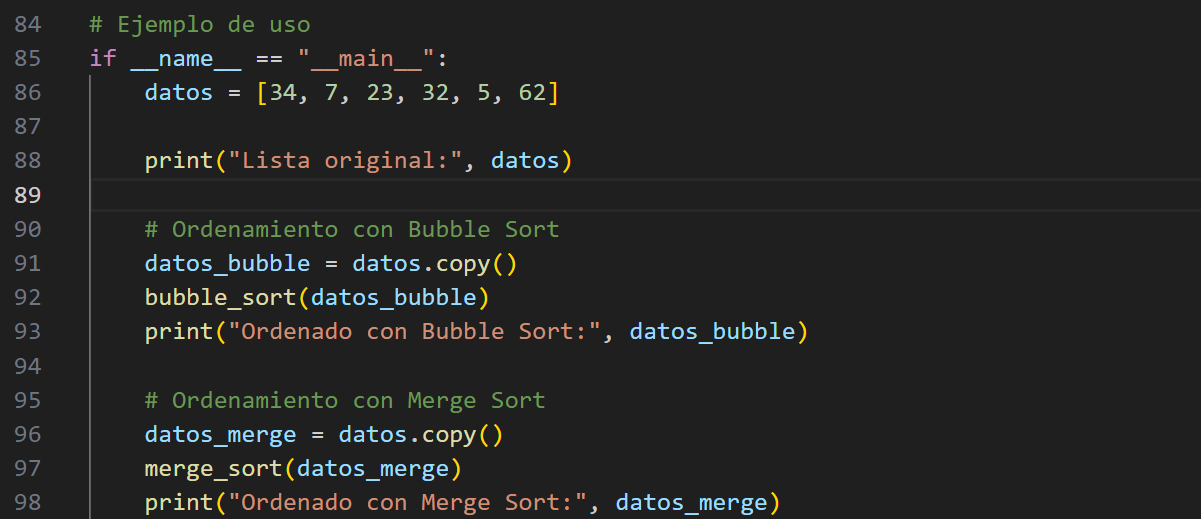 84 # Ejemplo de uso
85 if __name__ == "__main__":
86     datos = [34, 7, 23, 32, 5, 62]
87
88     print("Lista original:", datos)
89
90     # Ordenamiento con Bubble Sort
91     datos_bubble = datos.copy()
92     bubble_sort(datos_bubble)
93     print("Ordenado con Bubble Sort:", datos_bubble)
94
95     # Ordenamiento con Merge Sort
96     datos_merge = datos.copy()
97     merge_sort(datos_merge)
98     print("Ordenado con Merge Sort:", datos_merge)